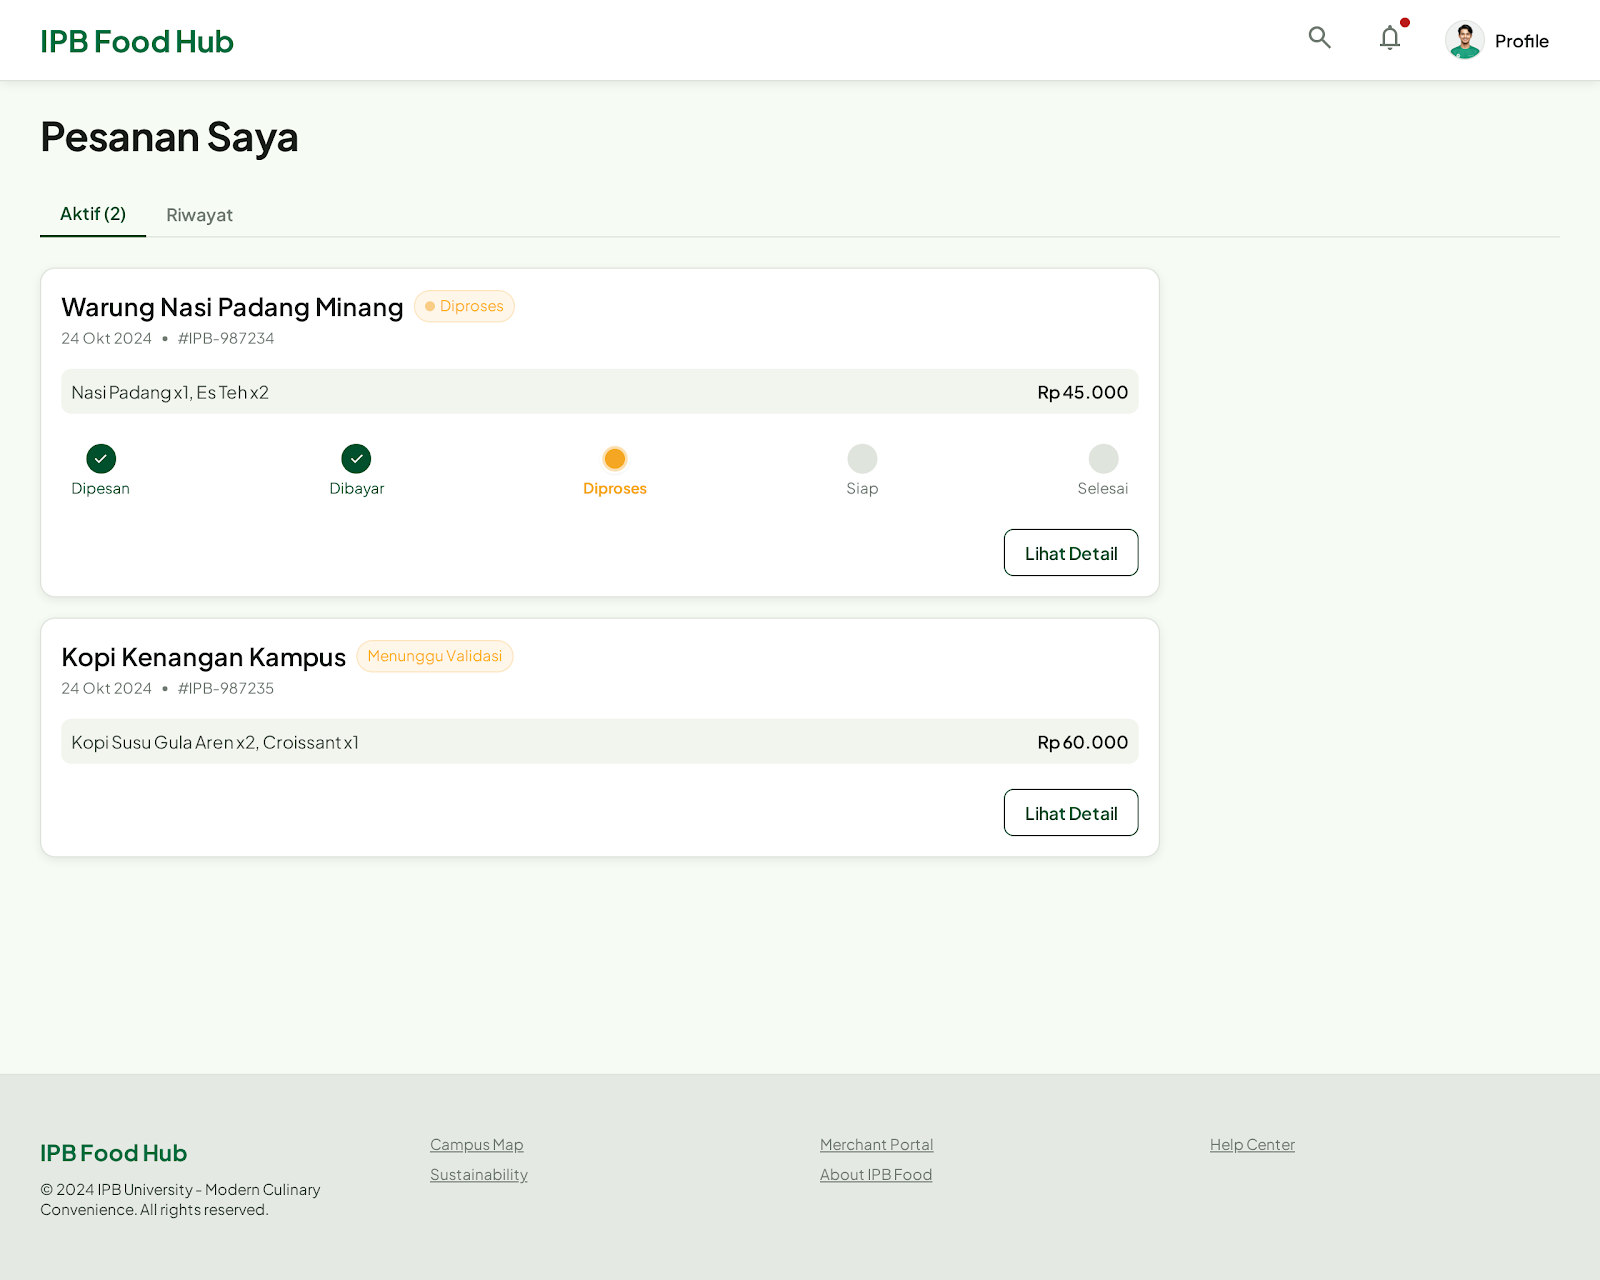 IPB Food Hub
Profile
Pesanan Saya
Aktif (2)
Riwayat
Warung Nasi Padang Minang
Diproses
24 Okt 2024 • #IPB-987234
Nasi Padang x1, Es Teh x2
Rp 45.000
Dipesan
Dibayar
Diproses
Siap
Selesai
Lihat Detail
Kopi Kenangan Kampus
Menunggu Validasi
24 Okt 2024 • #IPB-987235
Kopi Susu Gula Aren x2, Croissant x1
Rp 60.000
Lihat Detail
IPB Food Hub
© 2024 IPB University - Modern Culinary
Convenience. All rights reserved.
Campus Map
Sustainability
Merchant Portal
About IPB Food
Help Center